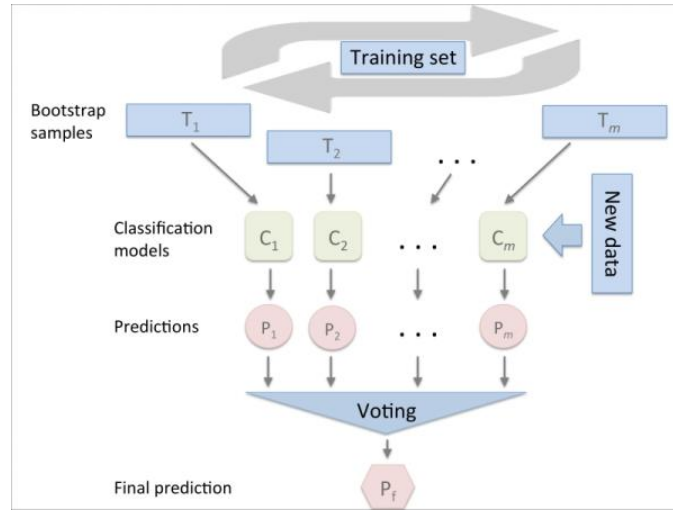 Training set
Bootstrap
samples
T1
T2
. . .
Tm
New data
Classification
models
C1
C2
. . .
Cm
Predictions
P1
P2
. . .
Pm
Voting
Final prediction
Pf